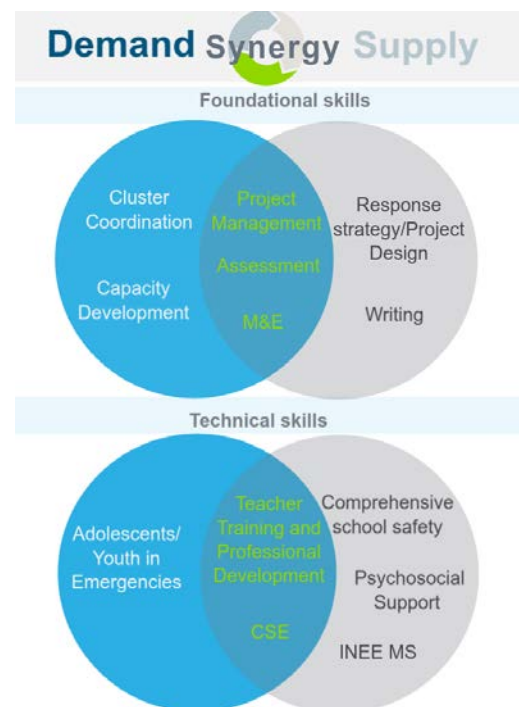 Demand Synergy Supply
Foundational skills
Cluster
Coordination
Capacity
Development
Project
Management
Assessment
M&E
Response
strategy/Project
Design
Writing
Technical skills
Adolescents/
Youth in
Emergencies
Teacher
Training and
Professional
Development
CSE
Comprehensive
school safety
Psychosocial
Support
INEE MS